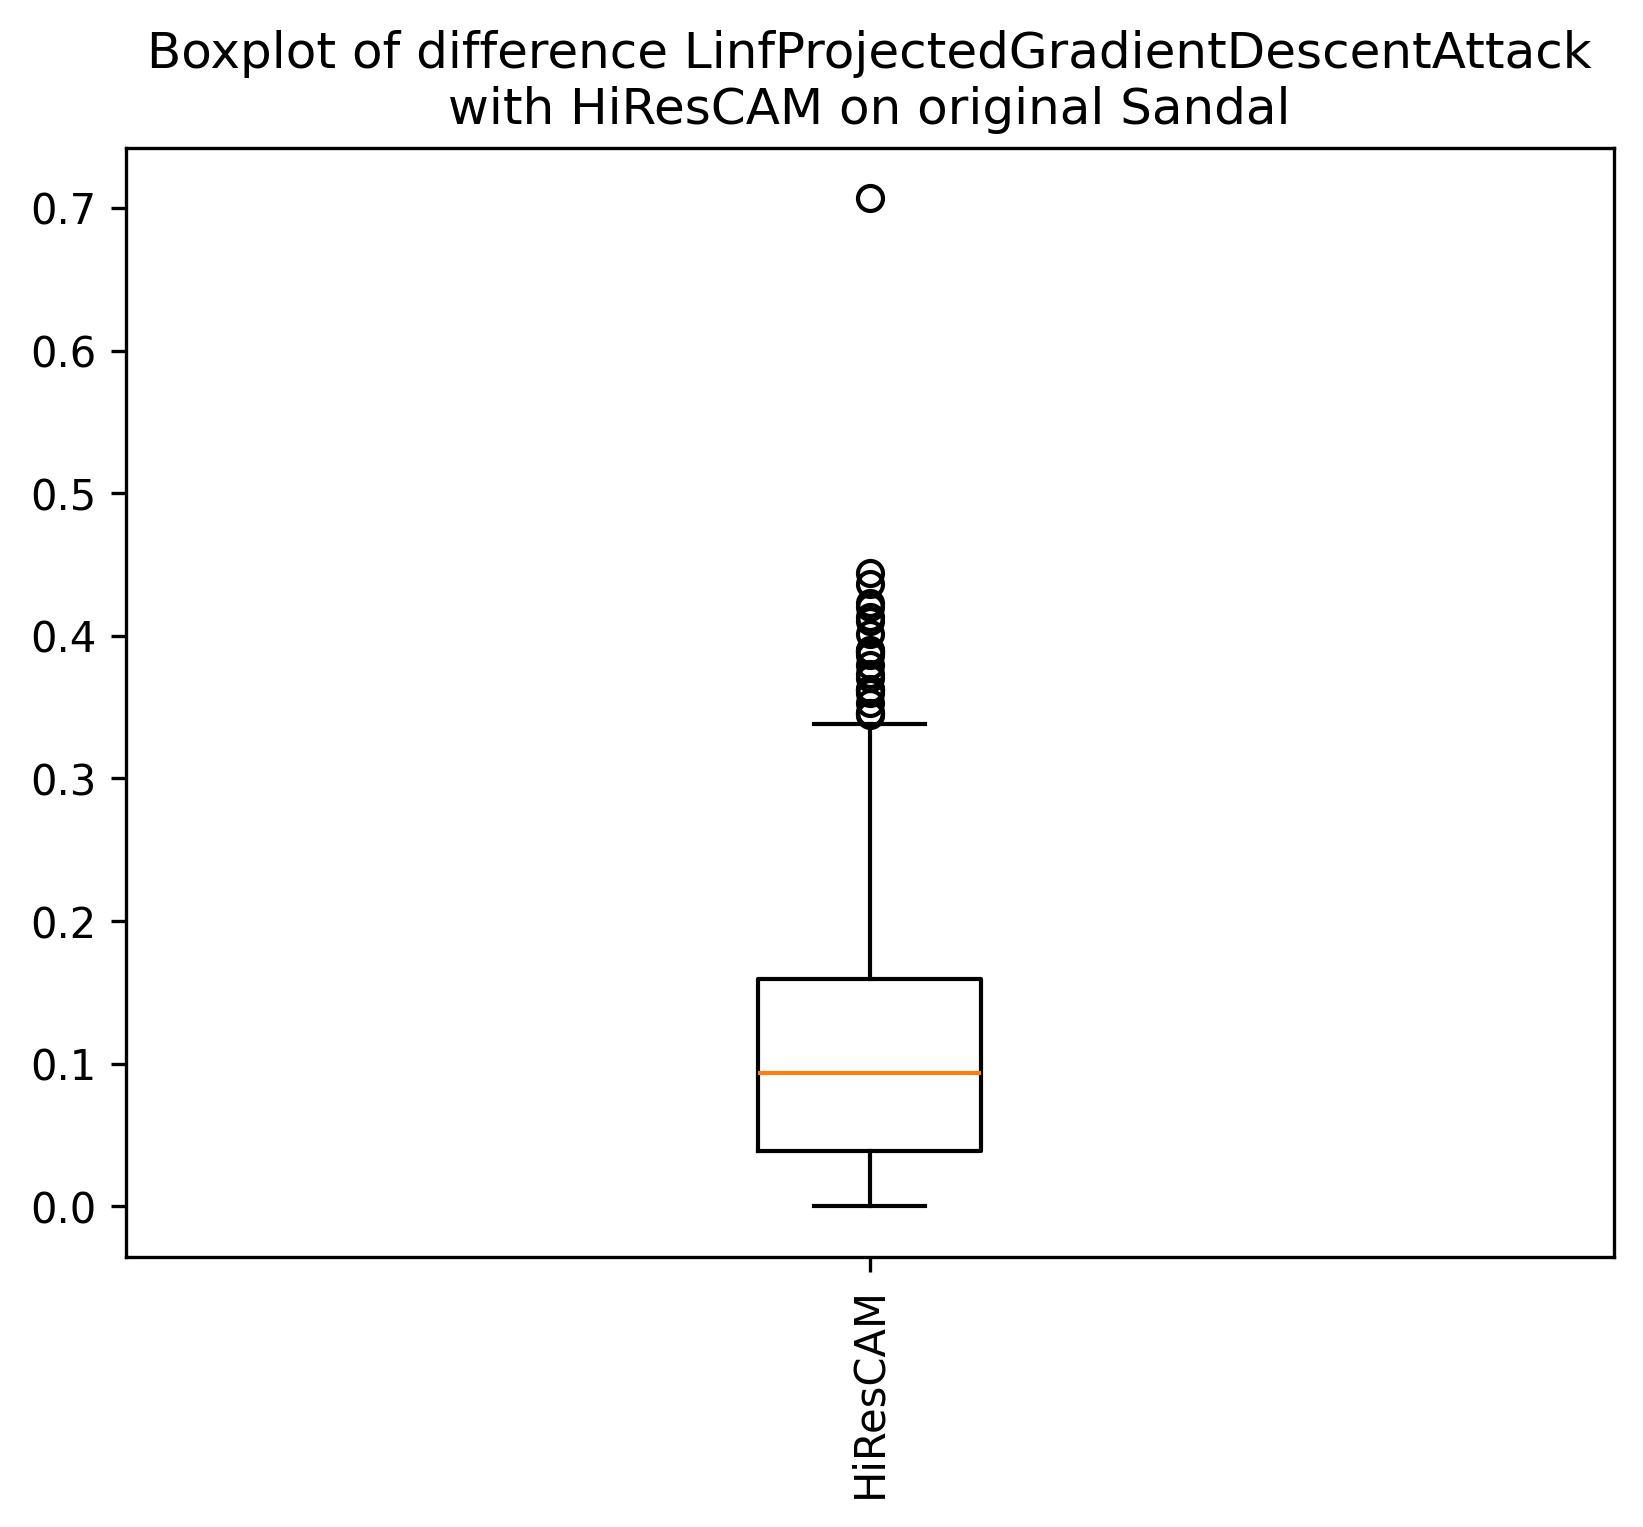 Boxplot of difference LinfProjectedGradientDescentAttack
with HiResCAM on original Sandal
0.7
0.6
0.5
0.4
0.3
0.2
0.1
0.0
HiResCAM